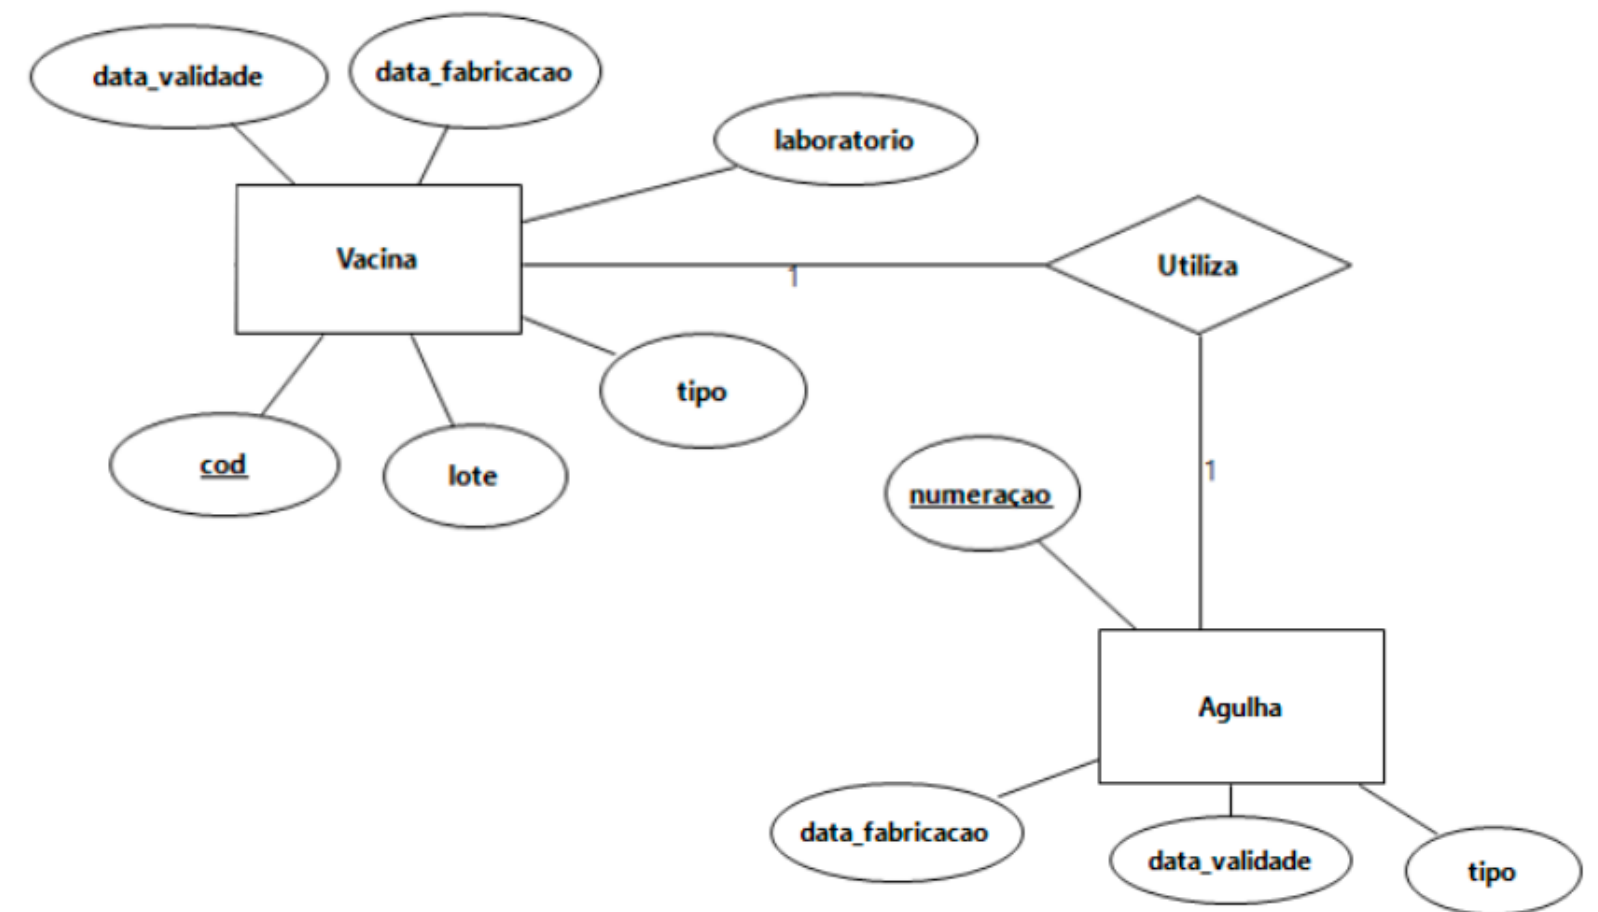 data_validade
data_fabricacao
laboratorio
Vacina
1
Utiliza
tipo
cod
lote
1
numeraçao
Agulha
data_fabricacao
data_validade
tipo